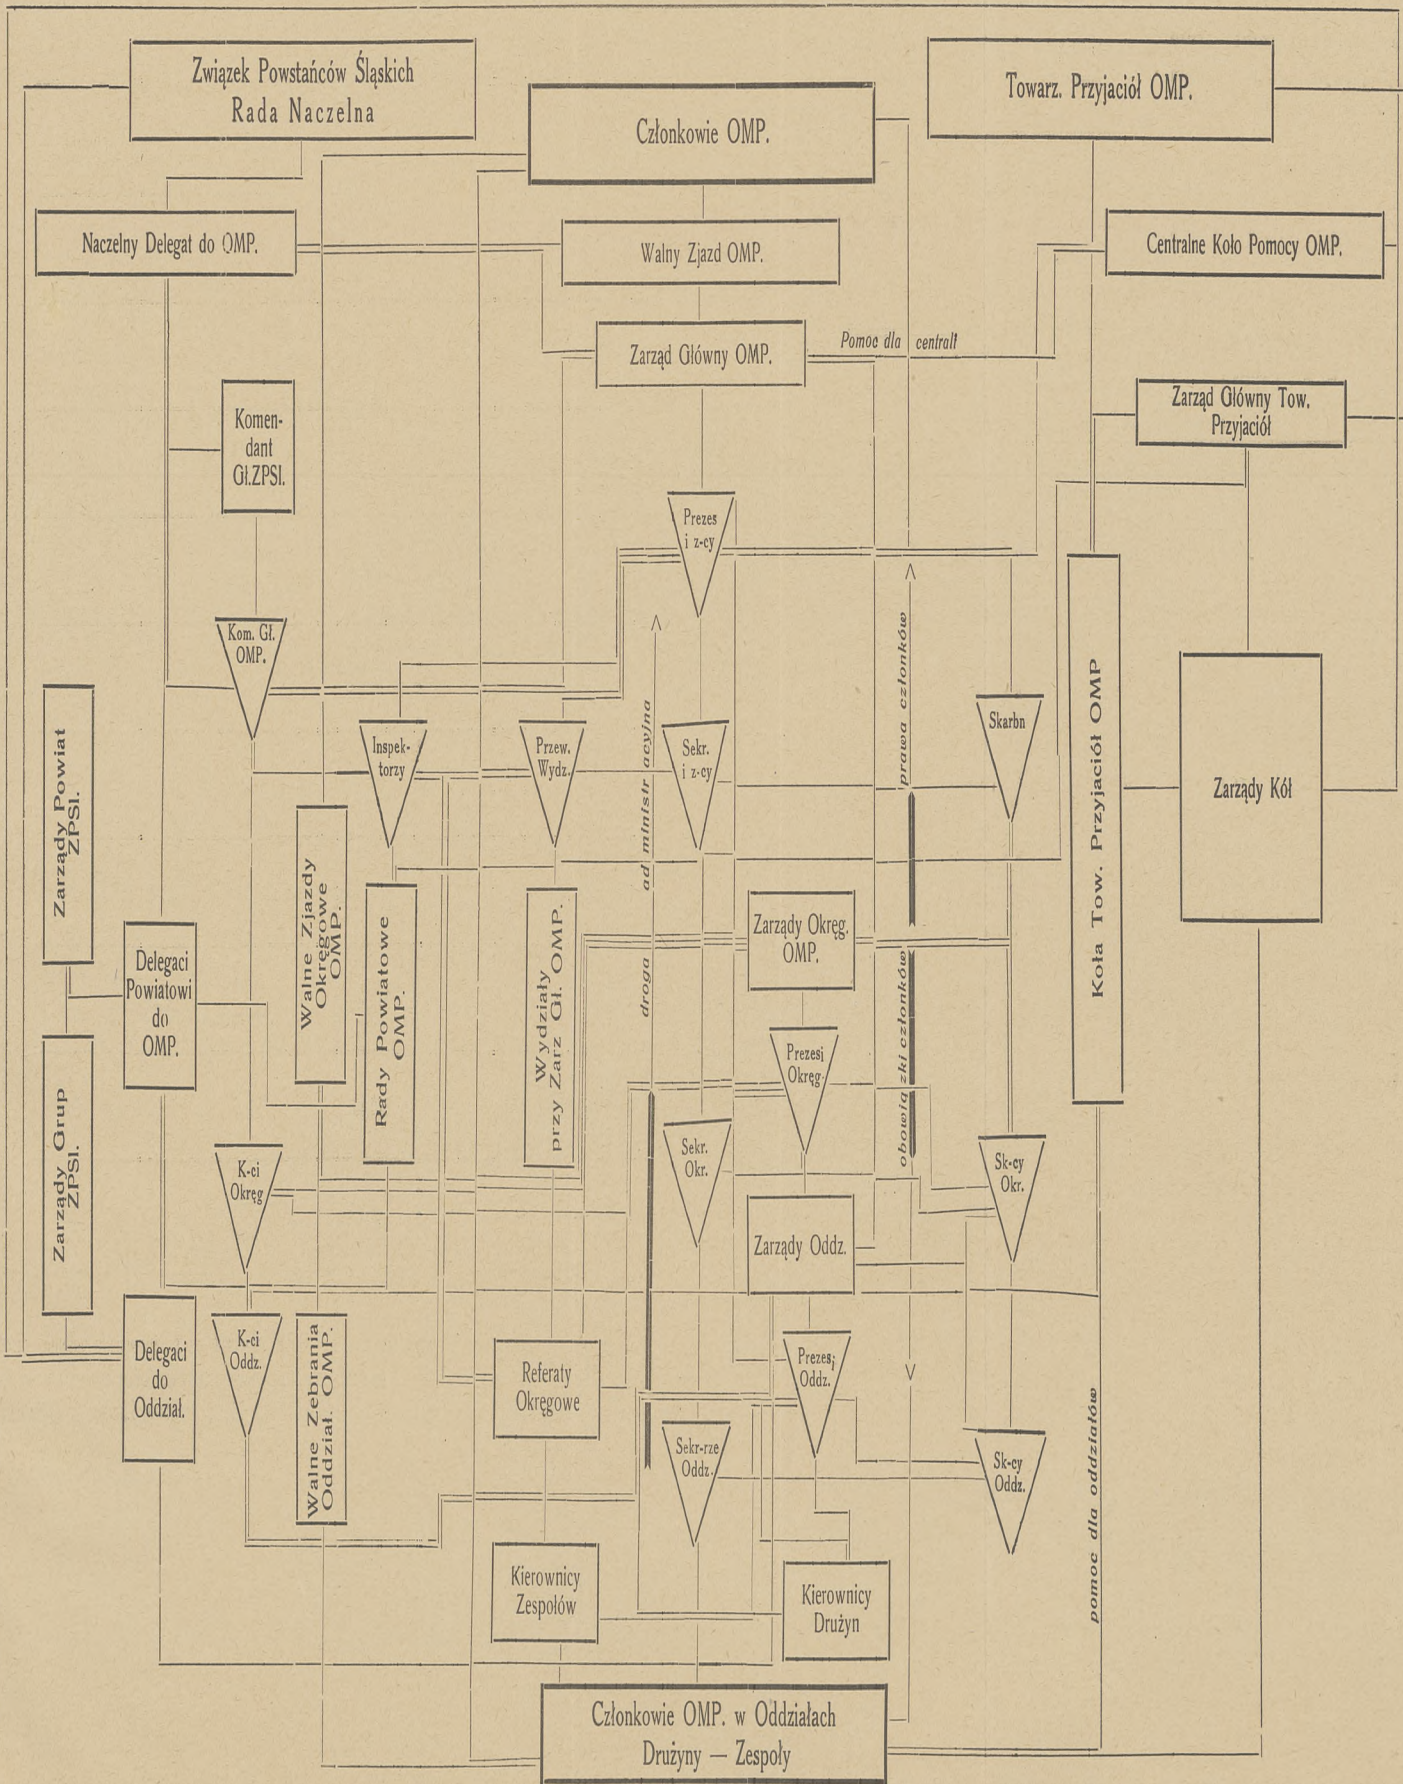 Związek Powstańców Śląskich
Rada Naczelna
Członkowie OMP.
Towarz. Przyjaciół OMP.
Naczelny Delegat do OMP.
Walny Zjazd OMP.
Centralne Koło Pomocy OMP.
Zarząd Główny OMP.
Pomoc dla centrali
Komen-
dant
Gł.ZPSl.
Zarząd Główny Tow.
Przyjaciół
Prezes
i z-cy
Kom. Gł.
OMP.
Inspek-
torzy
Przew.
Wydz.
Sekr.
i z-cy
Skarbn
droga administracyjna
prawa członków
obowiązki członków
Koła Tow. Przyjaciół OMP
Zarządy Kół
Zarządy Powiat
ZPSl.
Delegaci
Powiatowi
do
OMP.
Walne Zjazdy
Okręgowe
OMP.
Rady Powiatowe
OMP.
Wydziały
przy Zarz Gł. OMP.
Zarządy Okręg.
OMP.
Prezesi
Okręg.
Zarządy Grup
ZPSl.
K-ci
Okręg
Sekr.
Okr.
Sk-cy
Okr.
Zarządy Oddz.
Delegaci
do
Oddział.
K-ci
Oddz.
Walne Zebrania
Oddział. OMP.
Referaty
Okręgowe
Prezesi
Oddz.
Sekr-rze
Oddz.
Sk-cy
Oddz.
pomoc dla oddziałów
Kierownicy
Zespołów
Kierownicy
Drużyn
Członkowie OMP. w Oddziałach
Drużyny — Zespoły